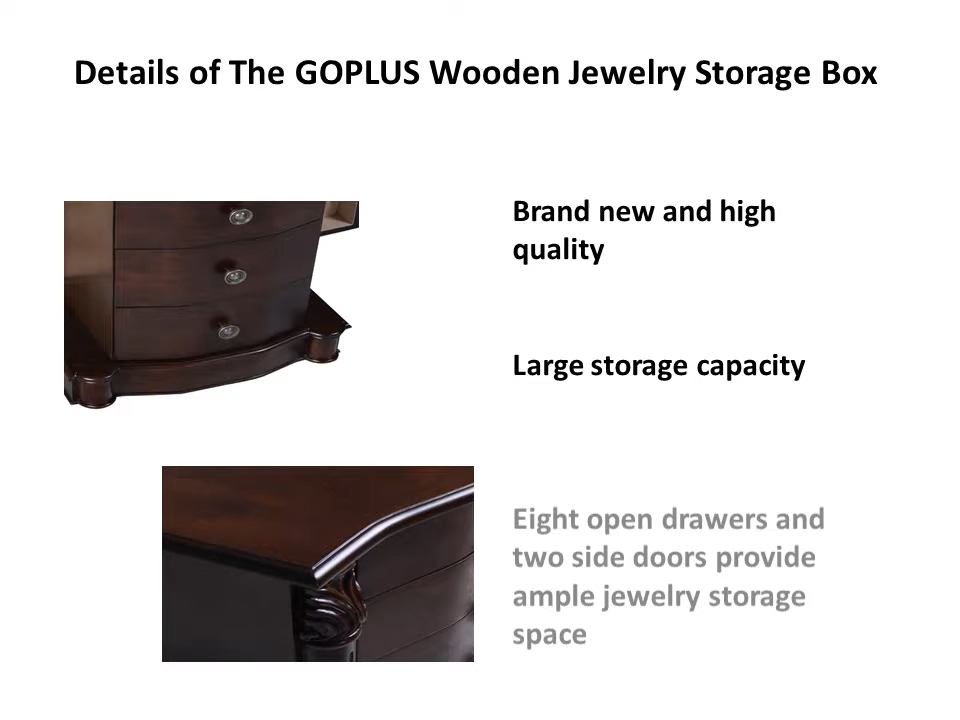 Details of The GOPLUS Wooden Jewelry Storage Box
Brand new and high
quality
Large storage capacity
Eight open drawers and
two side doors provide
ample jewelry storage
space